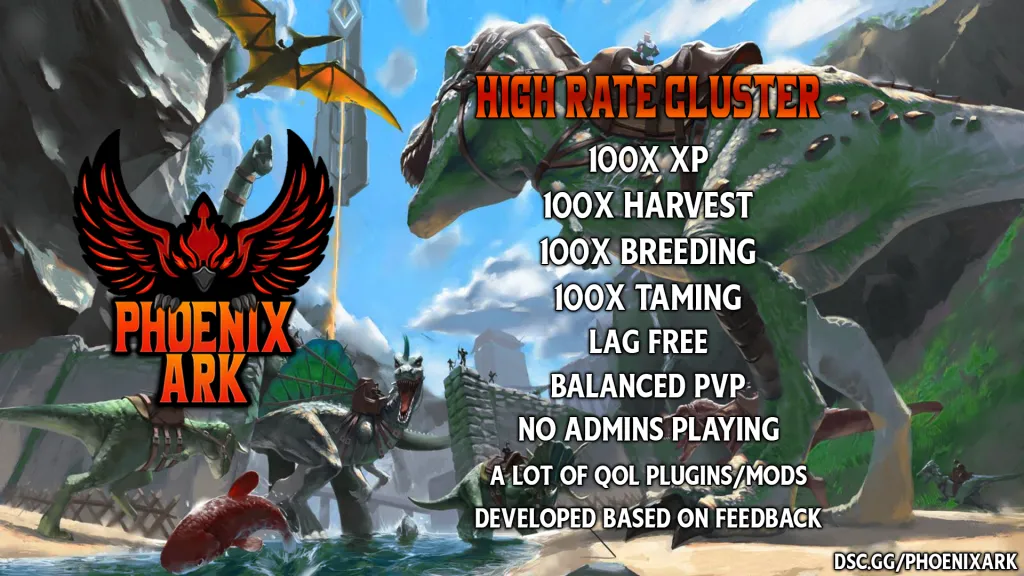 PHOENIX
ARK
HIGH RATE CLUSTER
100X XP
100X HARVEST
100X BREEDING
100X TAMING
LAG FREE
BALANCED PVP
NO ADMINS PLAYING
A LOT OF QOL PLUGINS/MODS
DEVELOPED BASED ON FEEDBACK
DSC.GG/PHOENIXARK